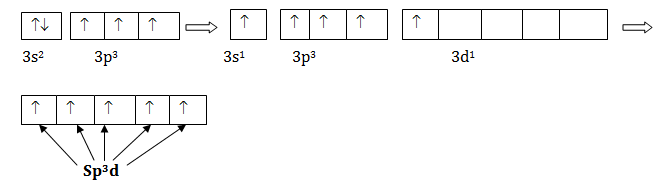 ↑↓ ↑ ↑ ↑ ↑ ↑ ↑ ↑ ↑
3s² 3p³ 3s¹ 3p³ 3d¹
↑ ↑ ↑ ↑ ↑
Sp³d